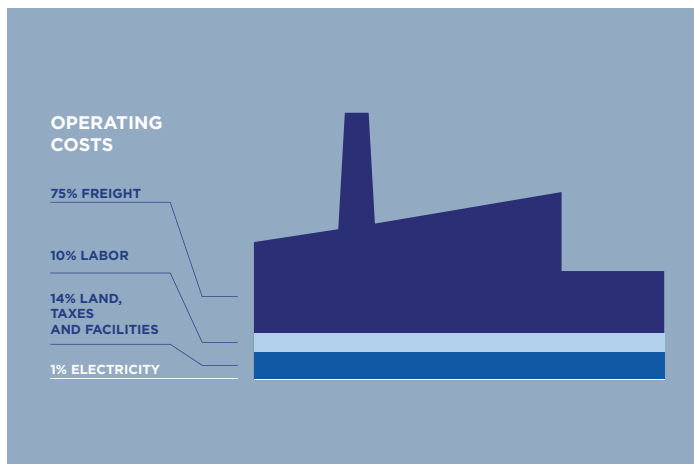 OPERATING
COSTS
75% FREIGHT
10% LABOR
14% LAND,
TAXES
AND FACILITIES
1% ELECTRICITY